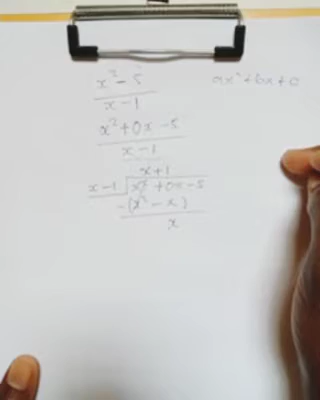 x² - 5
x - 1
ax² + bx + c
x² + 0x - 5
x - 1
x + 1
x - 1 x² + 0x - 5
-(x² - x)
x